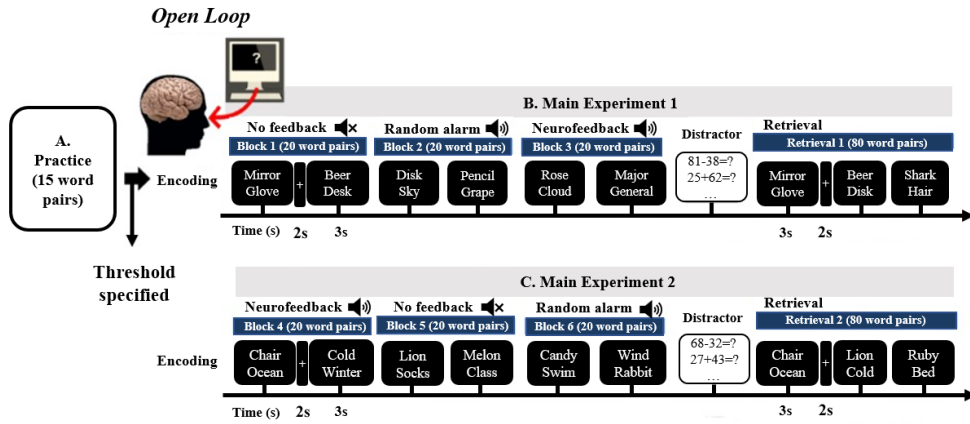 Open Loop
?
A.
Practice
(15 word
pairs)
Threshold
specified
B. Main Experiment 1
No feedback
Random alarm
Neurofeedback
Distractor
Retrieval
Block 1 (20 word pairs)
Block 2 (20 word pairs)
Block 3 (20 word pairs)
Retrieval 1 (80 word pairs)
Encoding
Mirror
Glove
+
Beer
Desk
Disk
Sky
Pencil
Grape
Rose
Cloud
Major
General
81-38=?
25+62=?
...
Mirror
Glove
+
Beer
Disk
Shark
Hair
Time (s)
2s
3s
3s
2s
C. Main Experiment 2
Neurofeedback
No feedback
Random alarm
Distractor
Retrieval
Block 4 (20 word pairs)
Block 5 (20 word pairs)
Block 6 (20 word pairs)
Retrieval 2 (80 word pairs)
Encoding
Chair
Ocean
+
Cold
Winter
Lion
Socks
Melon
Class
Candy
Swim
Wind
Rabbit
68-32=?
27+43=?
...
Chair
Ocean
+
Lion
Cold
Ruby
Bed
Time (s)
2s
3s
3s
2s